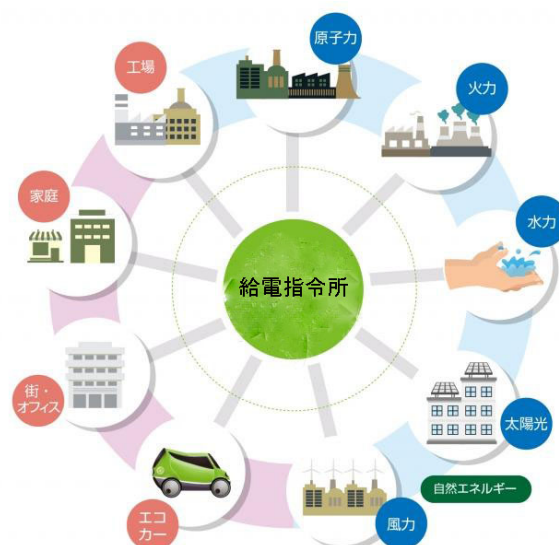 原子力
工場
火力
家庭
水力
給電指令所
街・
オフィス
太陽光
自然エネルギー
エコ
カー
風力